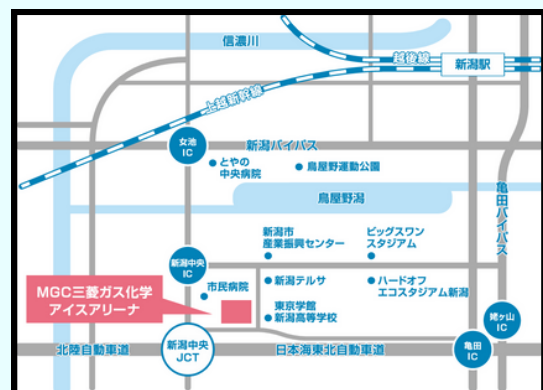 信濃川
越後線
新潟駅
上越新幹線
女池
IC
新潟バイパス
とやの
中央病院
鳥屋野運動公園
鳥屋野潟
亀田バイパス
新潟市
産業振興センター
ビッグスワン
スタジアム
新潟中央
IC
市民病院
新潟テルサ
ハードオフ
エコスタジアム新潟
MGC三菱ガス化学
アイスアリーナ
東京学館
新潟高等学校
姥ヶ山
IC
北陸自動車道
新潟中央
JCT
日本海東北自動車道
亀田
IC